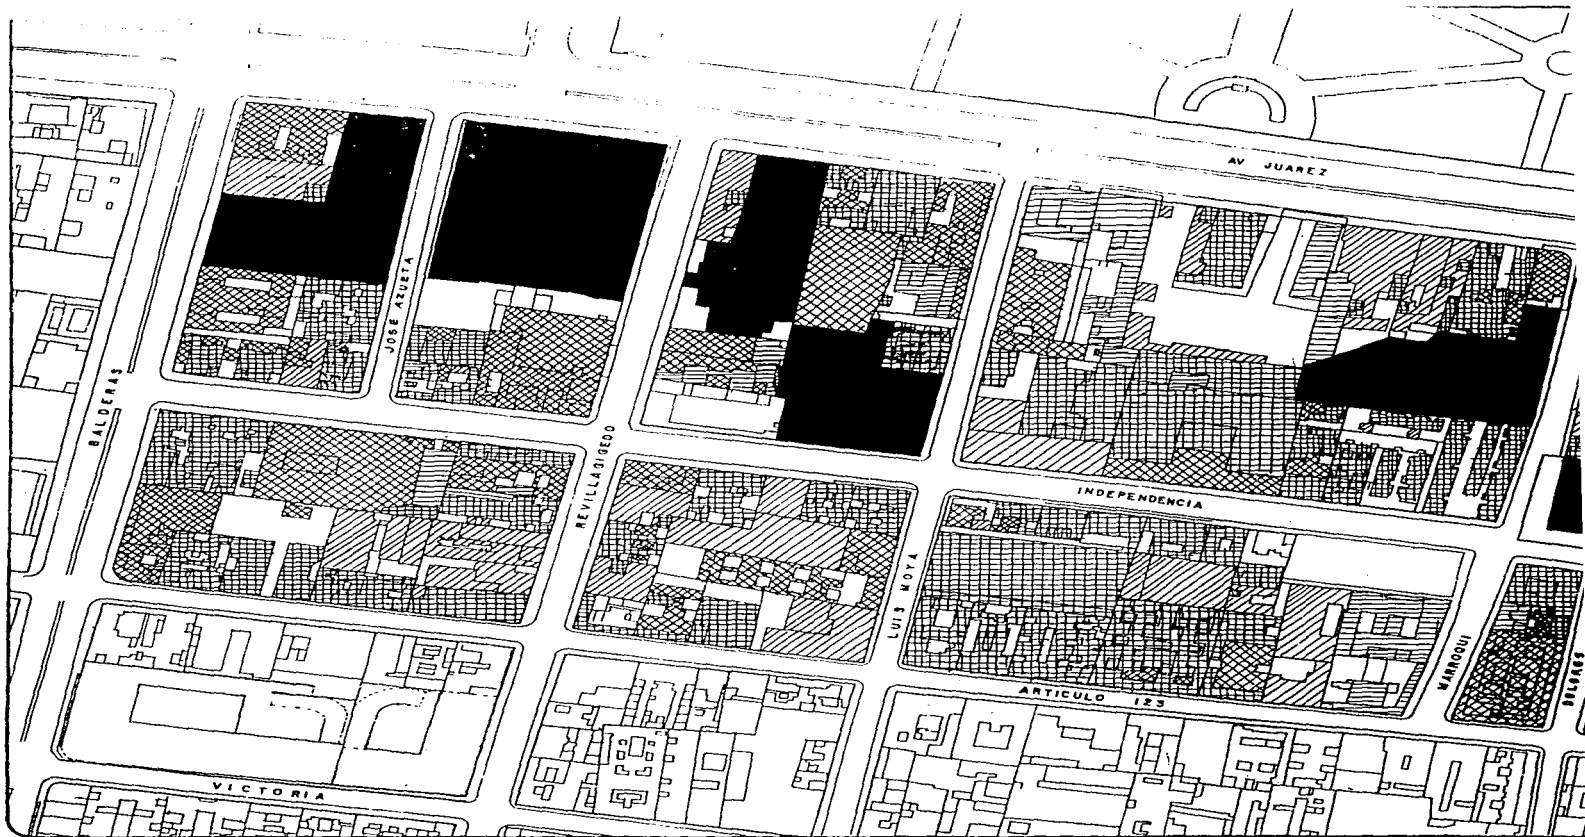 AV JUAREZ
JOSE AZUETA
BALDERAS
REVILLAGIGEDO
INDEPENDENCIA
LUIS MOYA
MARROQUI
DOLORES
ARTICULO 123
VICTORIA